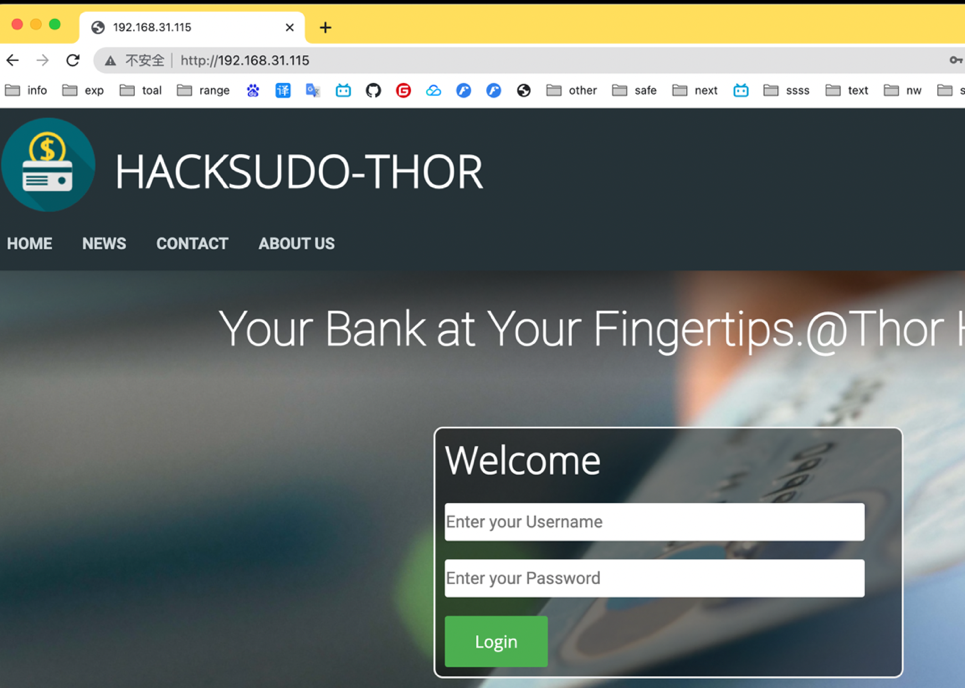 192.168.31.115
不安全 http://192.168.31.115
info exp toal range other safe next ssss text nw
HACKSUDO-THOR
HOME NEWS CONTACT ABOUT US
Your Bank at Your Fingertips.@Thor
Welcome
Enter your Username
Enter your Password
Login